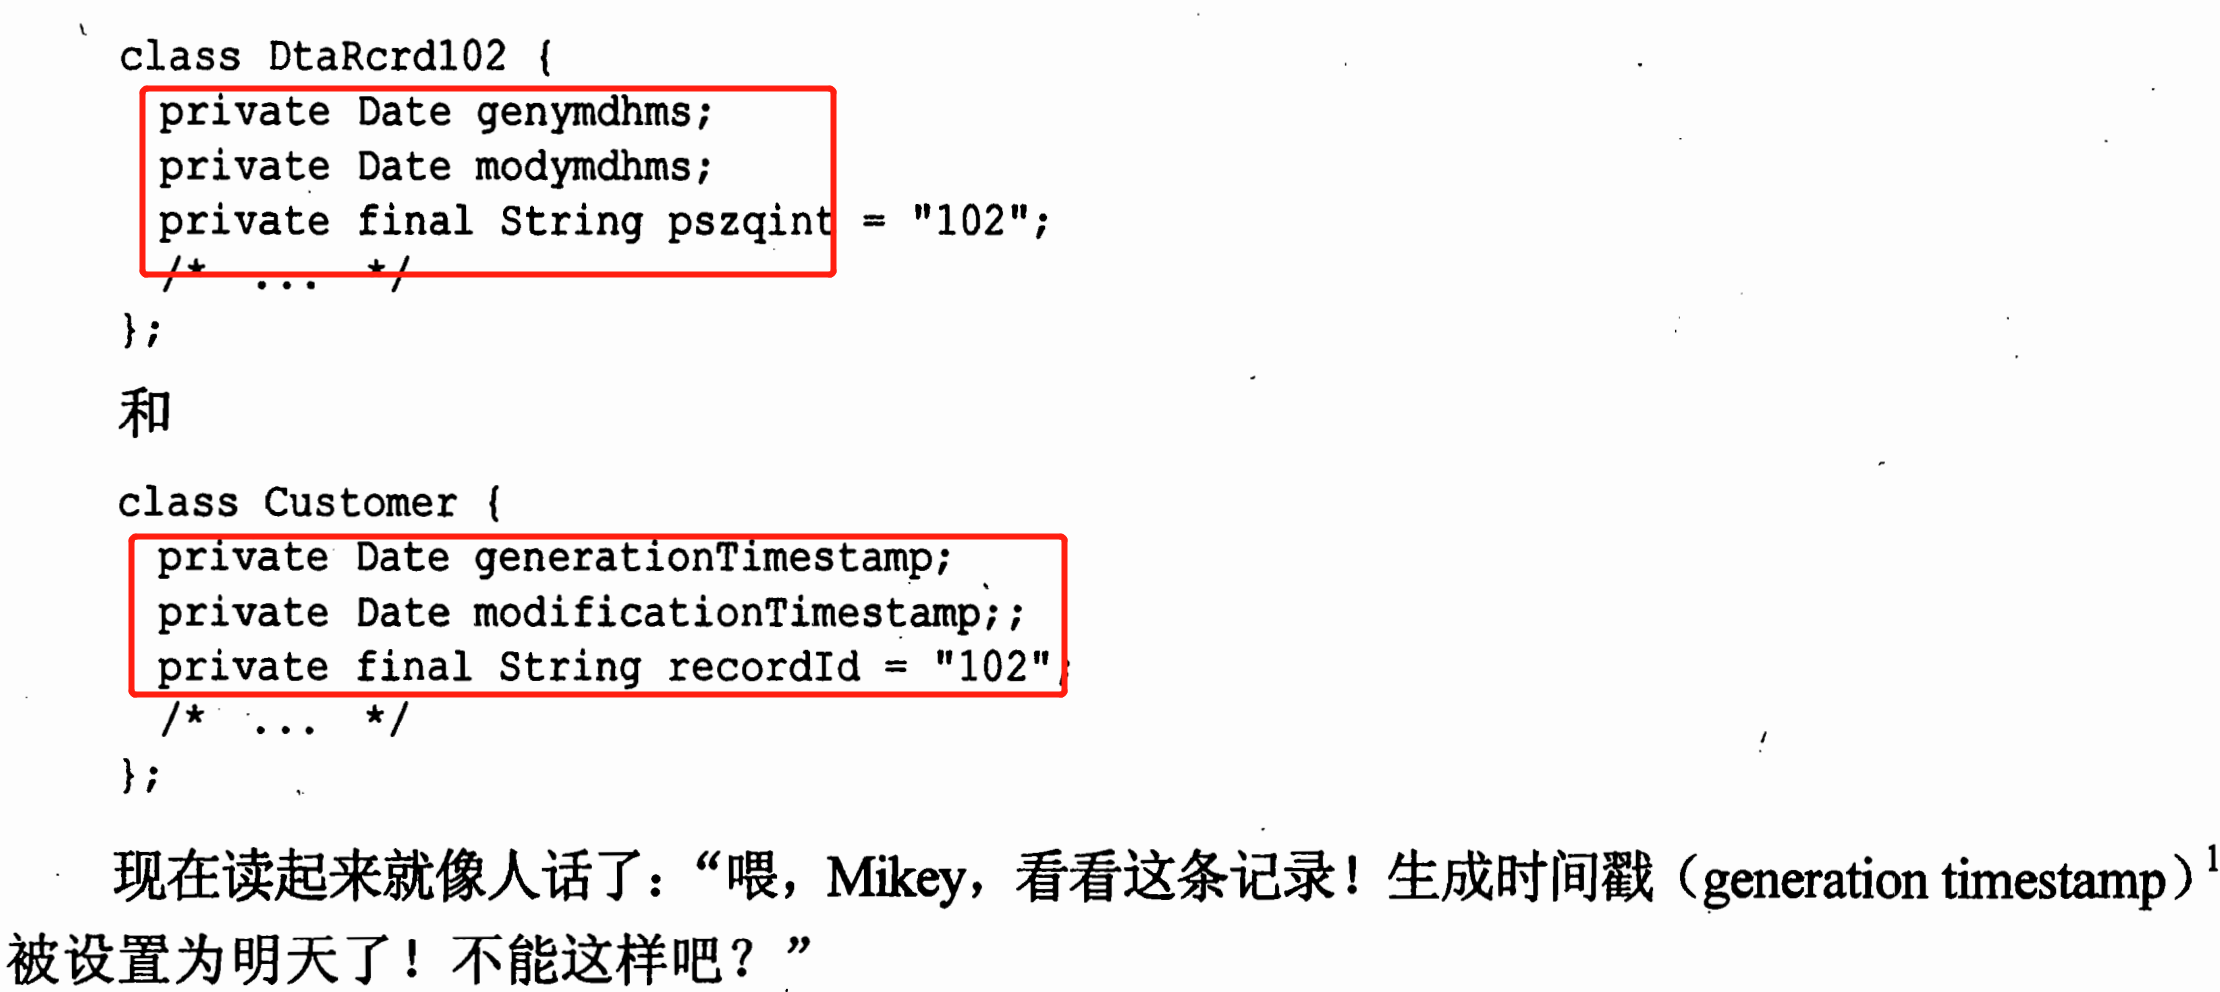 class DtaRcrd102 {
private Date genymdhms;
private Date modymdhms;
private final String pszqint = "102";
/* ... */
};
和
class Customer {
private Date generationTimestamp;
private Date modificationTimestamp;;
private final String recordId = "102";
/* ... */
};
现在读起来就像人话了：“喂，Mikey，看看这条记录！生成时间戳（generation timestamp）1
被设置为明天了！不能这样吧？”